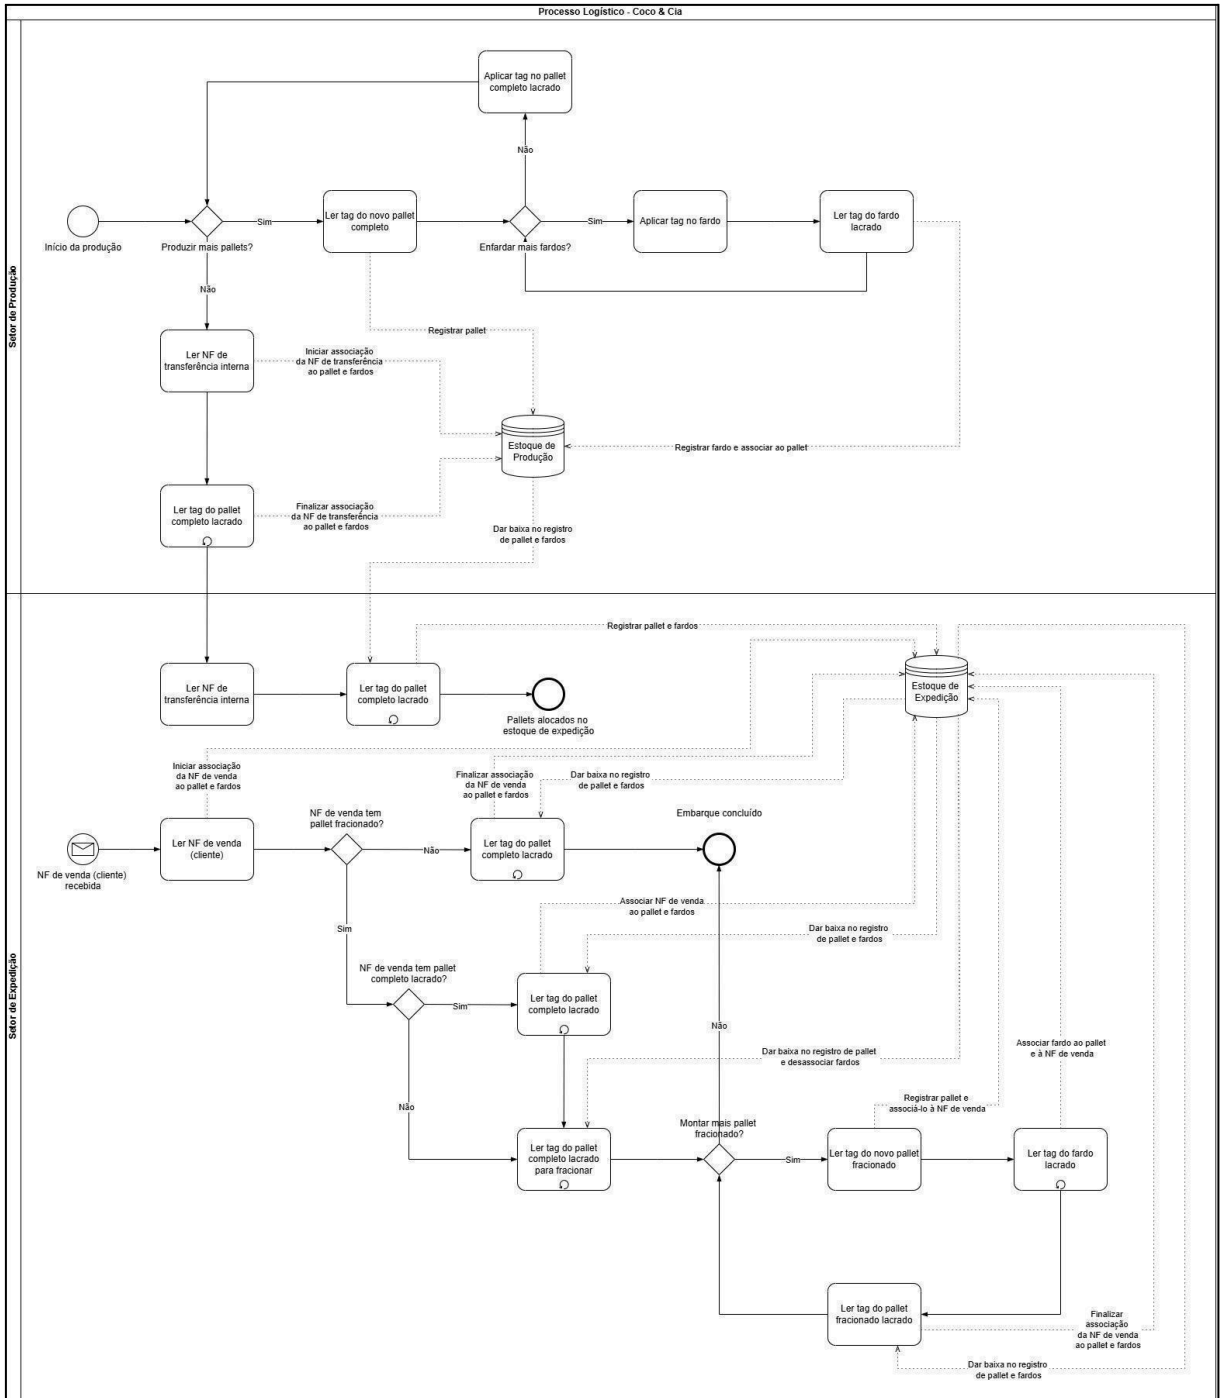 Processo Logístico - Coco & Cia
Setor de Produção
Aplicar tag no pallet
completo lacrado
Não
Início da produção
Produzir mais pallets?
Sim
Ler tag do novo pallet
completo
Enfardar mais fardos?
Sim
Aplicar tag no fardo
Ler tag do fardo
lacrado
Não
Registrar pallet
Ler NF de
transferência interna
Iniciar associação
da NF de transferência
ao pallet e fardos
Estoque de
Produção
Registrar fardo e associar ao pallet
Ler tag do pallet
completo lacrado
Finalizar associação
da NF de transferência
ao pallet e fardos
Dar baixa no registro
de pallet e fardos
Setor de Expedição
Registrar pallet e fardos
Ler NF de
transferência interna
Ler tag do pallet
completo lacrado
Pallets alocados no
estoque de expedição
Estoque de
Expedição
Iniciar associação
da NF de venda
ao pallet e fardos
Finalizar associação
da NF de venda
ao pallet e fardos
Dar baixa no registro
de pallet e fardos
NF de venda (cliente)
recebida
Ler NF de venda
(cliente)
NF de venda tem
pallet fracionado?
Não
Ler tag do pallet
completo lacrado
Embarque concluído
Sim
Associar NF de venda
ao pallet e fardos
Dar baixa no registro
de pallet e fardos
NF de venda tem pallet
completo lacrado?
Sim
Ler tag do pallet
completo lacrado
Não
Dar baixa no registro de pallet
e desassociar fardos
Associar fardo ao pallet
e à NF de venda
Não
Registrar pallet e
associá-lo à NF de venda
Ler tag do pallet
completo lacrado
para fracionar
Montar mais pallet
fracionado?
Sim
Ler tag do novo pallet
fracionado
Ler tag do fardo
lacrado
Ler tag do pallet
fracionado lacrado
Finalizar
associação
da NF de venda
ao pallet e fardos
Dar baixa no registro
de pallet e fardos